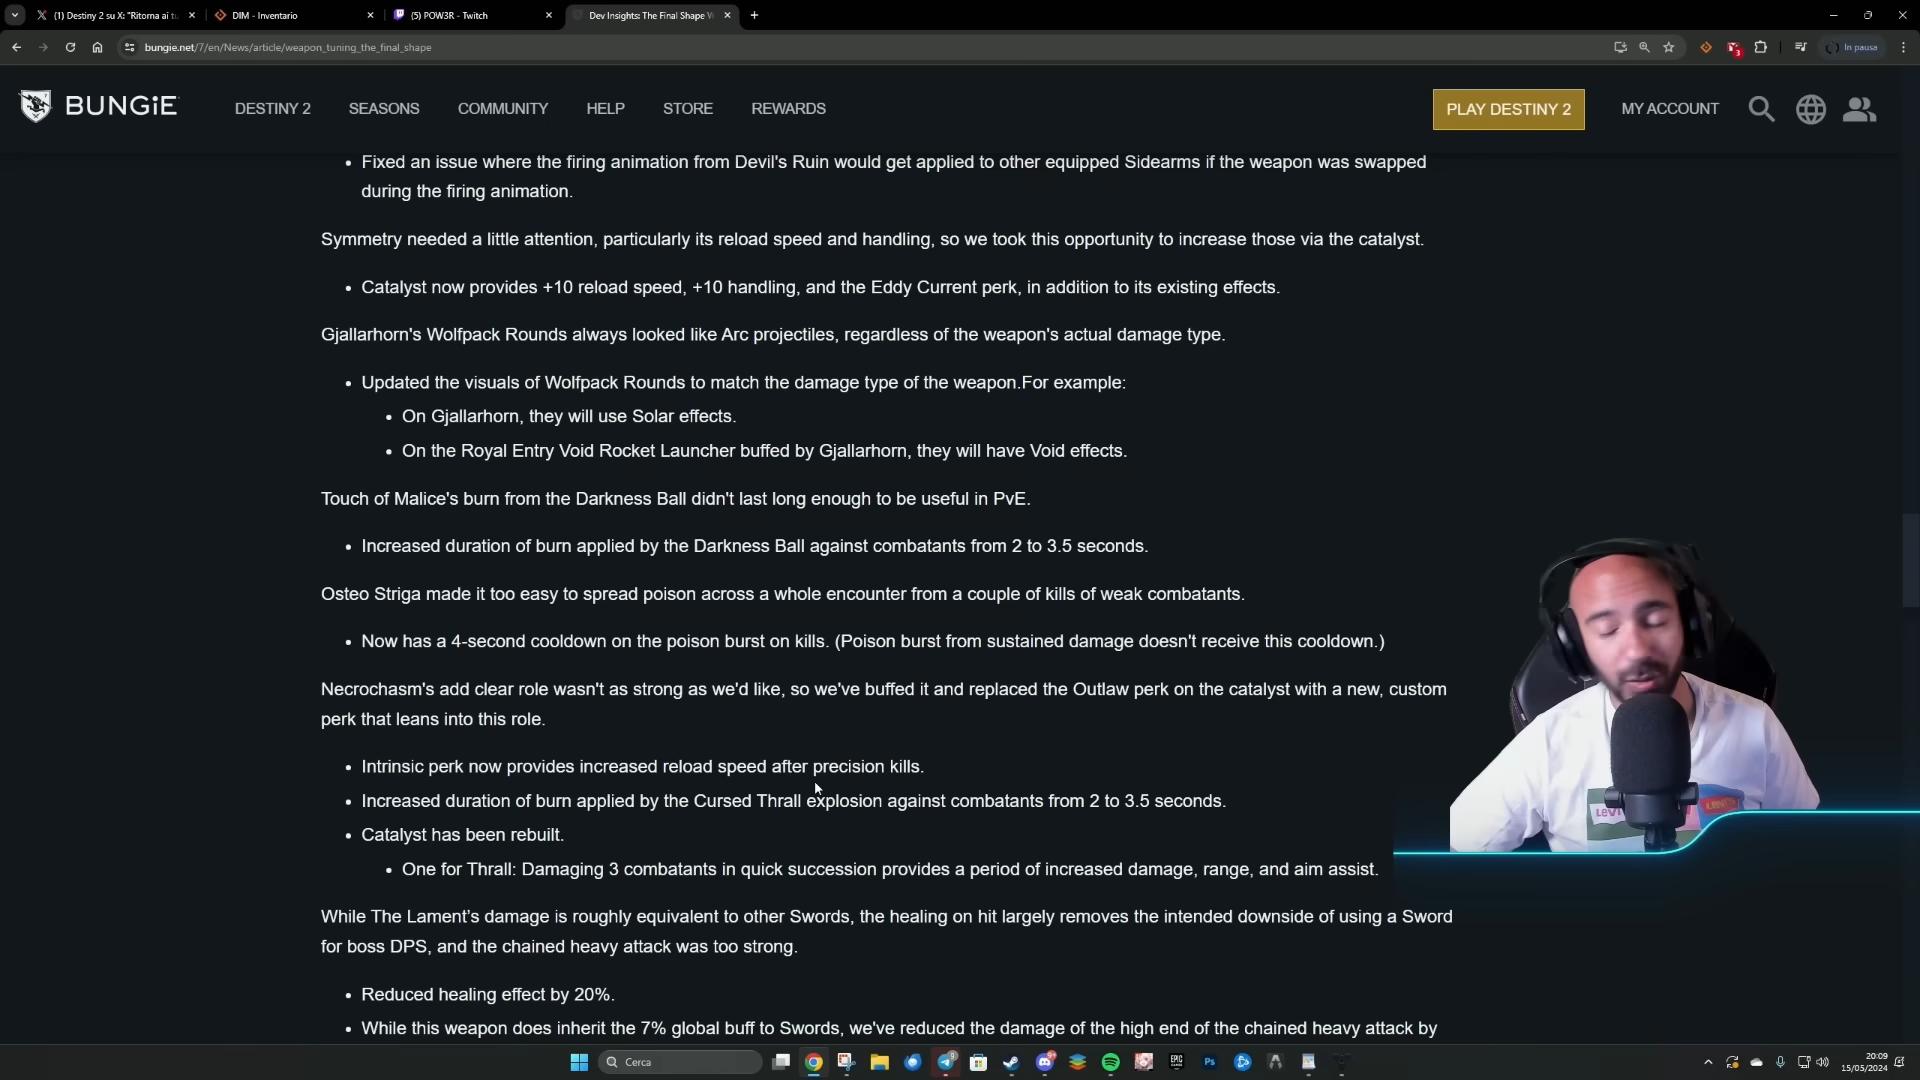 (1) Destiny 2 su X: "Ritorna ai tu
DIM - Inventario
(5) POW3R - Twitch
Dev Insights: The Final Shape W
bungie.net/7/en/News/article/weapon_tuning_the_final_shape
3
In pausa
BUNGiE
DESTINY 2
SEASONS
COMMUNITY
HELP
STORE
REWARDS
PLAY DESTINY 2
MY ACCOUNT
• Fixed an issue where the firing animation from Devil's Ruin would get applied to other equipped Sidearms if the weapon was swapped
during the firing animation.
Symmetry needed a little attention, particularly its reload speed and handling, so we took this opportunity to increase those via the catalyst.
• Catalyst now provides +10 reload speed, +10 handling, and the Eddy Current perk, in addition to its existing effects.
Gjallarhorn's Wolfpack Rounds always looked like Arc projectiles, regardless of the weapon's actual damage type.
• Updated the visuals of Wolfpack Rounds to match the damage type of the weapon.For example:
• On Gjallarhorn, they will use Solar effects.
• On the Royal Entry Void Rocket Launcher buffed by Gjallarhorn, they will have Void effects.
Touch of Malice's burn from the Darkness Ball didn't last long enough to be useful in PvE.
• Increased duration of burn applied by the Darkness Ball against combatants from 2 to 3.5 seconds.
Osteo Striga made it too easy to spread poison across a whole encounter from a couple of kills of weak combatants.
• Now has a 4-second cooldown on the poison burst on kills. (Poison burst from sustained damage doesn't receive this cooldown.)
Necrochasm's add clear role wasn't as strong as we'd like, so we've buffed it and replaced the Outlaw perk on the catalyst with a new, custom
perk that leans into this role.
• Intrinsic perk now provides increased reload speed after precision kills.
• Increased duration of burn applied by the Cursed Thrall explosion against combatants from 2 to 3.5 seconds.
• Catalyst has been rebuilt.
• One for Thrall: Damaging 3 combatants in quick succession provides a period of increased damage, range, and aim assist.
While The Lament's damage is roughly equivalent to other Swords, the healing on hit largely removes the intended downside of using a Sword
for boss DPS, and the chained heavy attack was too strong.
• Reduced healing effect by 20%.
• While this weapon does inherit the 7% global buff to Swords, we've reduced the damage of the high end of the chained heavy attack by
Cerca
EPIC
Ps
20:09
15/05/2024